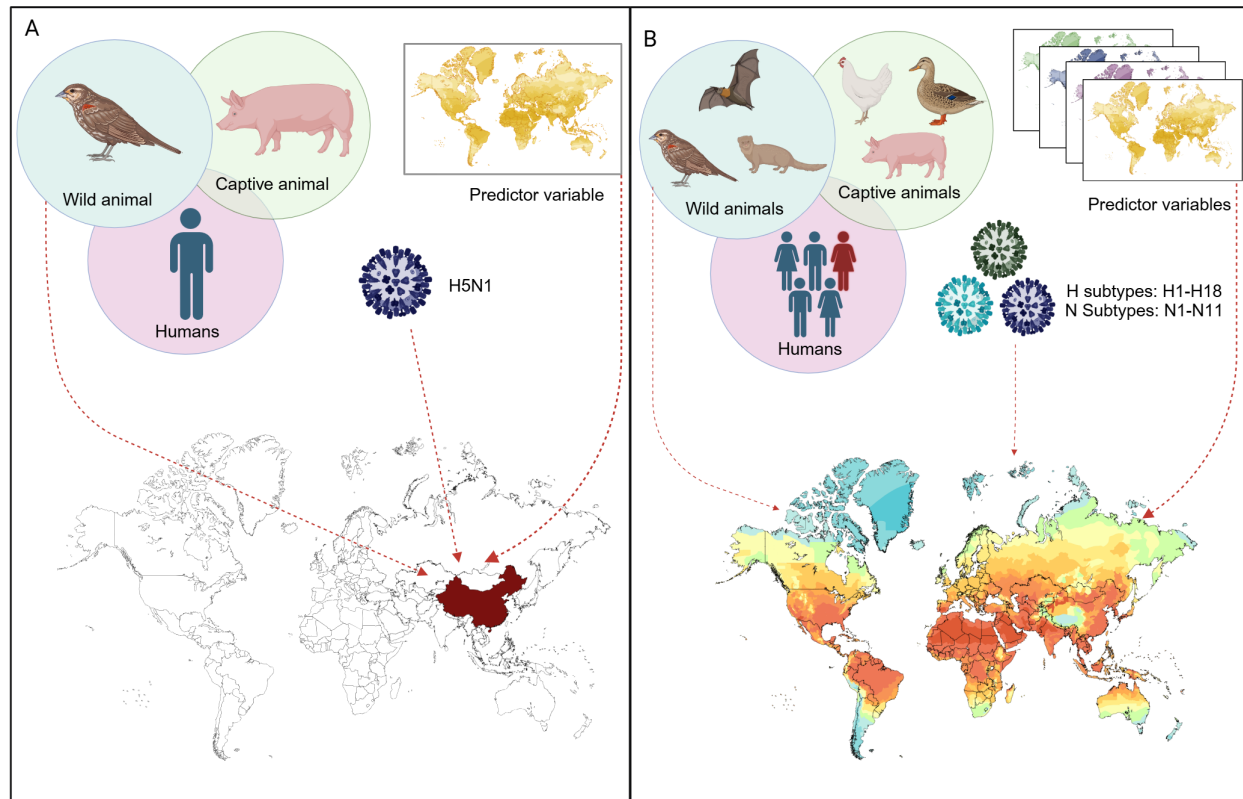 A
Wild animal
Captive animal
Humans
Predictor variable
H5N1
B
Wild animals
Captive animals
Humans
Predictor variables
H subtypes: H1-H18
N Subtypes: N1-N11